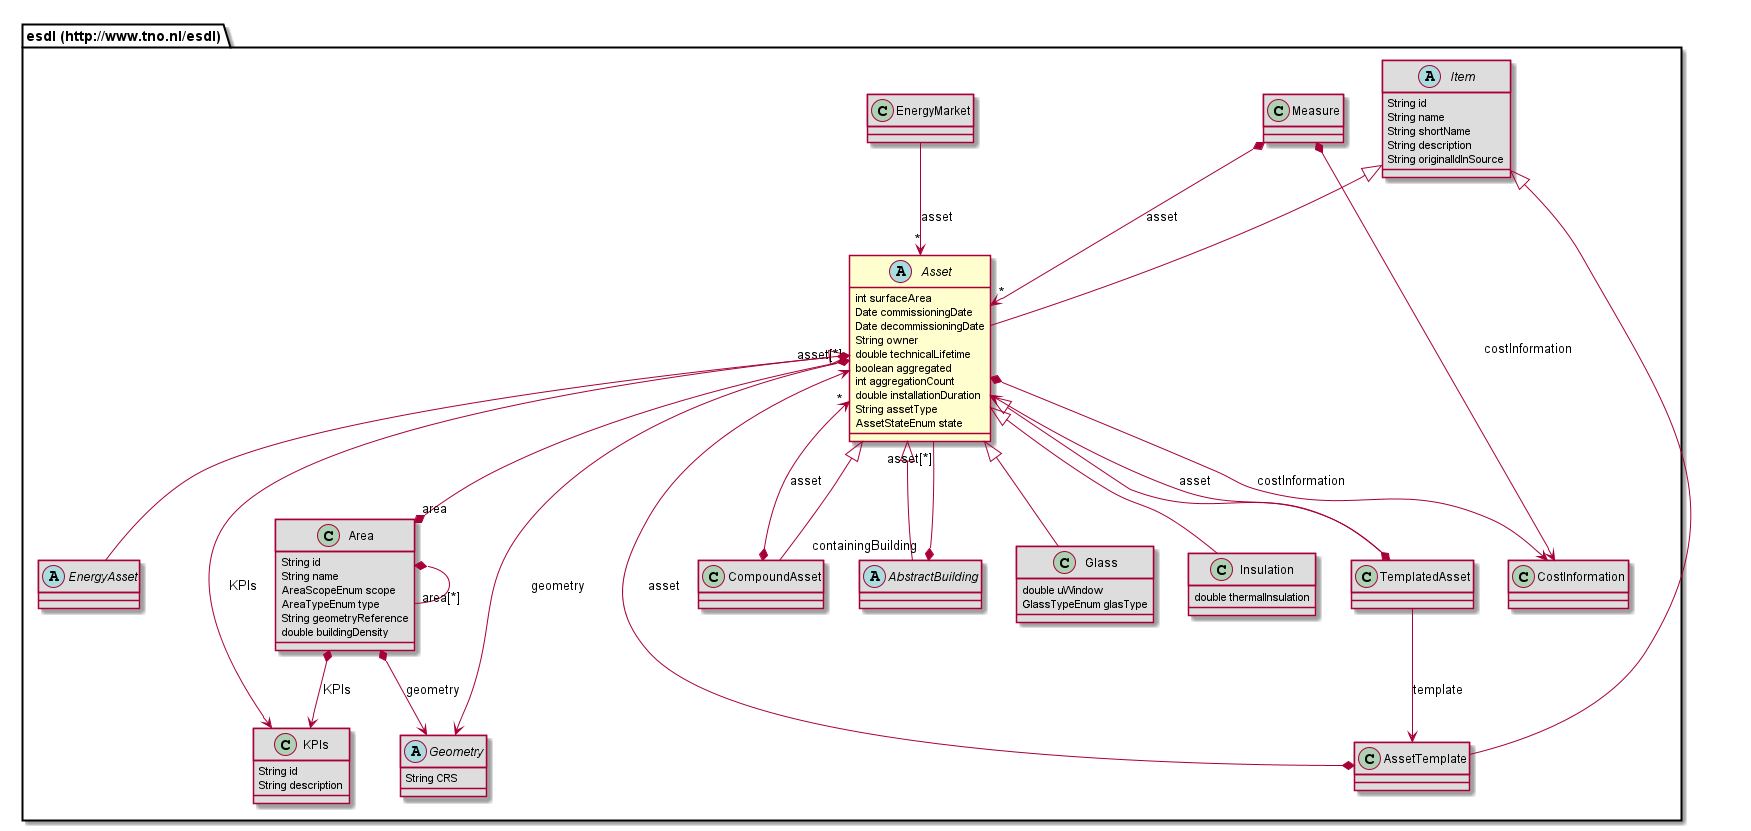 esdl (http://www.tno.nl/esdl)
A Item
String id
String name
String shortName
String description
String originalIdInSource
C EnergyMarket
C Measure
asset
asset
*
*
A Asset
int surfaceArea
Date commissioningDate
Date decommissioningDate
String owner
double technicalLifetime
boolean aggregated
int aggregationCount
double installationDuration
String assetType
AssetStateEnum state
costInformation
asset[*]
*
asset[*]
asset
asset
costInformation
area
C Area
String id
String name
AreaScopeEnum scope
AreaTypeEnum type
String geometryReference
double buildingDensity
area[*]
containingBuilding
A EnergyAsset
KPIs
geometry
asset
C CompoundAsset
A AbstractBuilding
C Glass
double uWindow
GlassTypeEnum glasType
C Insulation
double thermalInsulation
C TemplatedAsset
C CostInformation
KPIs
geometry
template
C KPIs
String id
String description
A Geometry
String CRS
C AssetTemplate